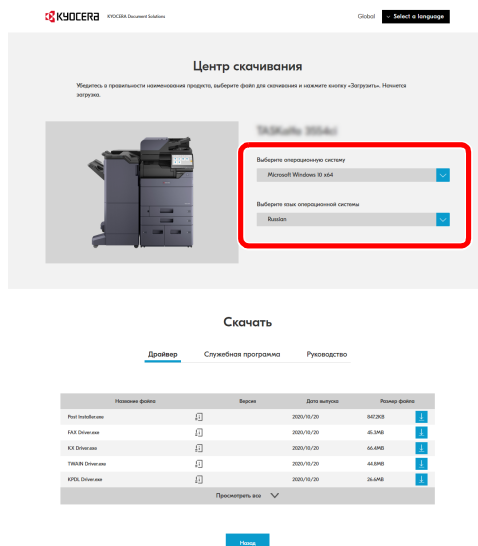 KYOCERA KYOCERA Document Solutions Global Select a language
Центр скачивания
Убедитесь в правильности наименования продукта, выберите файл для скачивания и нажмите кнопку «Загрузить». Начнется
загрузка.
Выберите операционную систему
Microsoft Windows 10 x64
Выберите язык операционной системы
Russian
Скачать
Драйвер Служебная программа Руководство
Название файла Версия Дата выпуска Размер файла
Post Installer.exe 2020/10/20 847.2KB
FAX Driver.exe 2020/10/20 45.3MB
KX Driver.exe 2020/10/20 66.4MB
TWAIN Driver.exe 2020/10/20 44.8MB
KPDL Driver.exe 2020/10/20 26.6MB
Просмотреть все
Назад